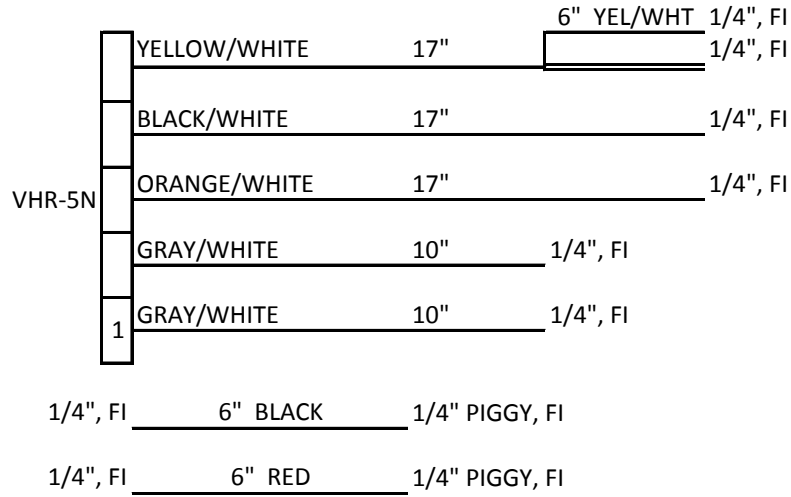 6" YEL/WHT 1/4", FI
YELLOW/WHITE 17" 1/4", FI
BLACK/WHITE 17" 1/4", FI
ORANGE/WHITE 17" 1/4", FI
VHR-5N
GRAY/WHITE 10" 1/4", FI
1 GRAY/WHITE 10" 1/4", FI
1/4", FI 6" BLACK 1/4" PIGGY, FI
1/4", FI 6" RED 1/4" PIGGY, FI